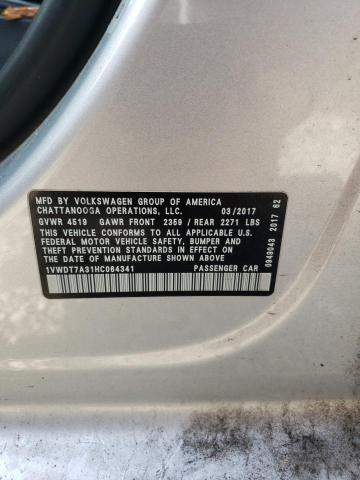 MFD BY VOLKSWAGEN GROUP OF AMERICA
CHATTANOOGA OPERATIONS, LLC. 03/2017
GVWR 4519 GAWR FRONT 2359 / REAR 2271 LBS
THIS VEHICLE CONFORMS TO ALL APPLICABLE U.S.
FEDERAL MOTOR VEHICLE SAFETY, BUMPER AND
THEFT PREVENTION STANDARDS IN EFFECT ON THE
DATE OF MANUFACTURE SHOWN ABOVE
1VWDT7A31HC064341 PASSENGER CAR
0949043 2017 62